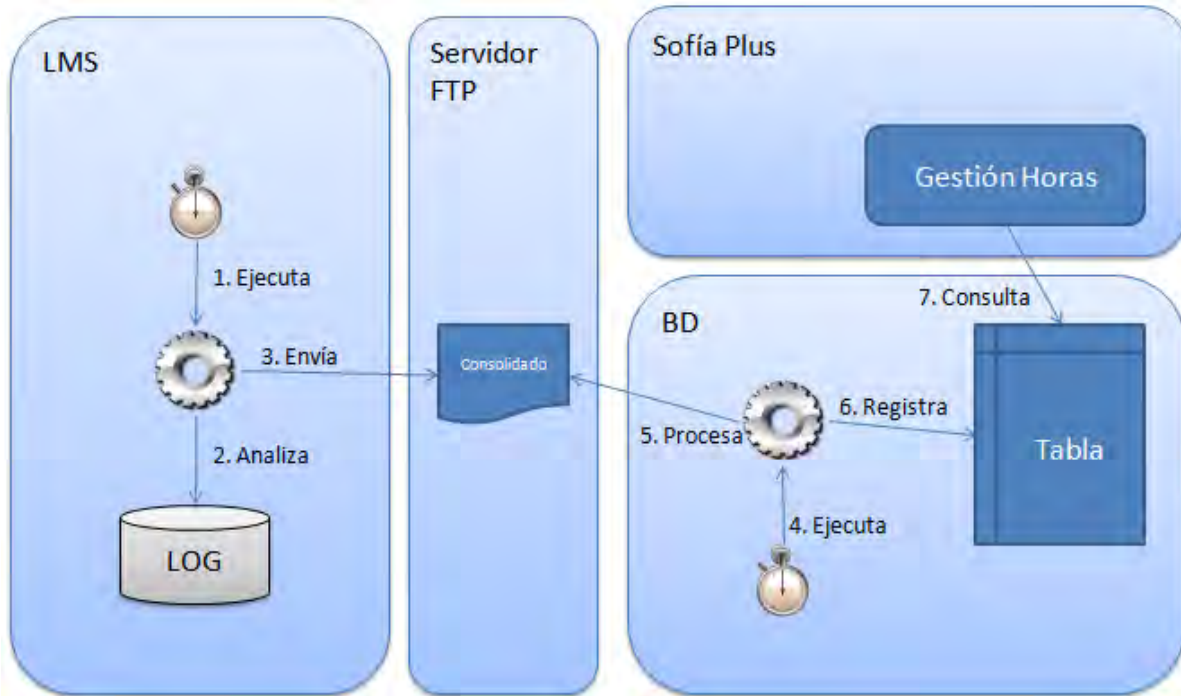 LMS
1. Ejecuta
3. Envía
2. Analiza
LOG
Servidor
FTP
Consolidado
Sofía Plus
Gestión Horas
7. Consulta
BD
6. Registra
5. Procesa
Tabla
4. Ejecuta